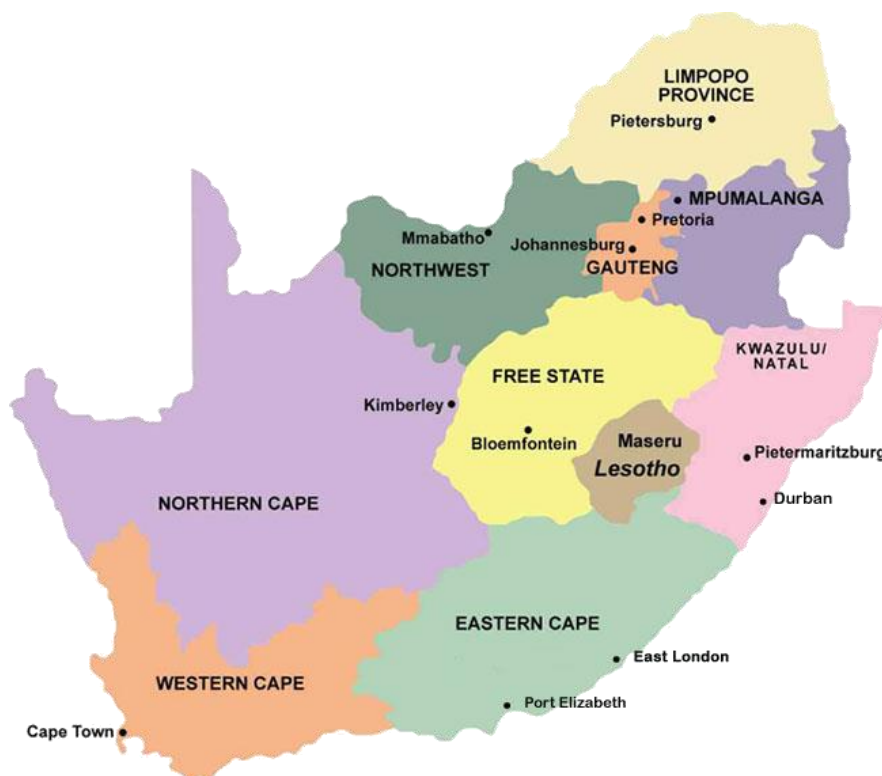 LIMPOPO
PROVINCE
Pietersburg
MPUMALANGA
Pretoria
Mmabatho
Johannesburg
NORTHWEST
GAUTENG
KWAZULU/
NATAL
FREE STATE
Kimberley
Bloemfontein
Maseru
Lesotho
Pietermaritzburg
Durban
NORTHERN CAPE
EASTERN CAPE
East London
WESTERN CAPE
Port Elizabeth
Cape Town